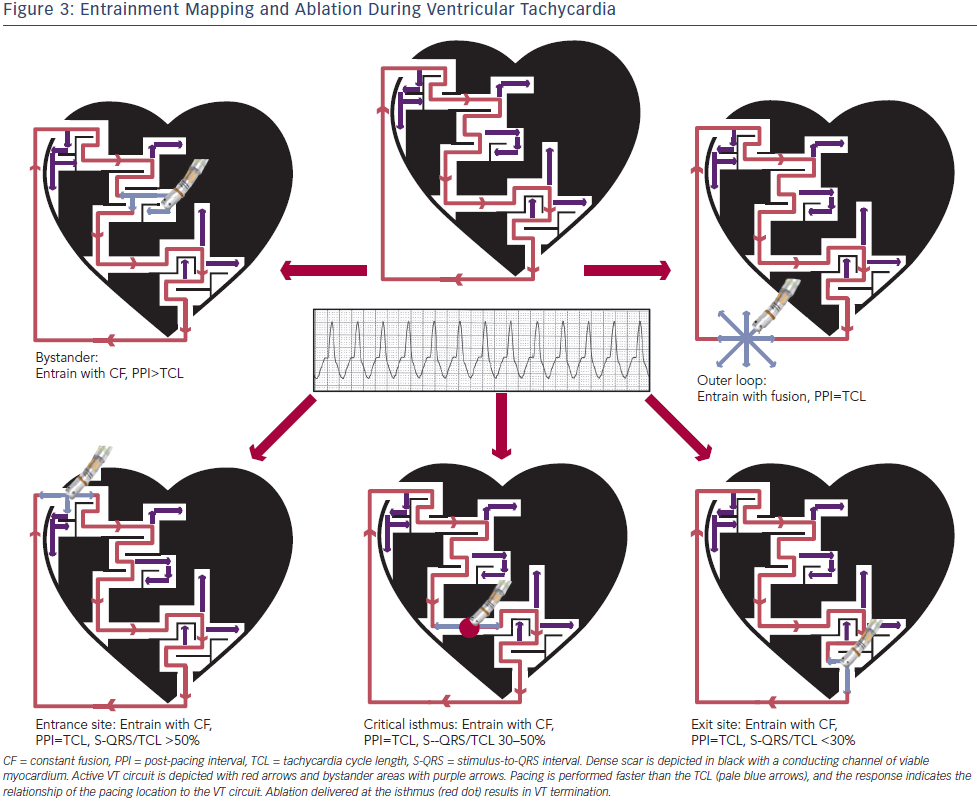 Figure 3: Entrainment Mapping and Ablation During Ventricular Tachycardia
Bystander:
Entrain with CF, PPI>TCL
Outer loop:
Entrain with fusion, PPI=TCL
Entrance site: Entrain with CF,
PPI=TCL, S-QRS/TCL >50%
Critical isthmus: Entrain with CF,
PPI=TCL, S--QRS/TCL 30–50%
Exit site: Entrain with CF,
PPI=TCL, S-QRS/TCL <30%
CF = constant fusion, PPI = post-pacing interval, TCL = tachycardia cycle length, S-QRS = stimulus-to-QRS interval. Dense scar is depicted in black with a conducting channel of viable
myocardium. Active VT circuit is depicted with red arrows and bystander areas with purple arrows. Pacing is performed faster than the TCL (pale blue arrows), and the response indicates the
relationship of the pacing location to the VT circuit. Ablation delivered at the isthmus (red dot) results in VT termination.